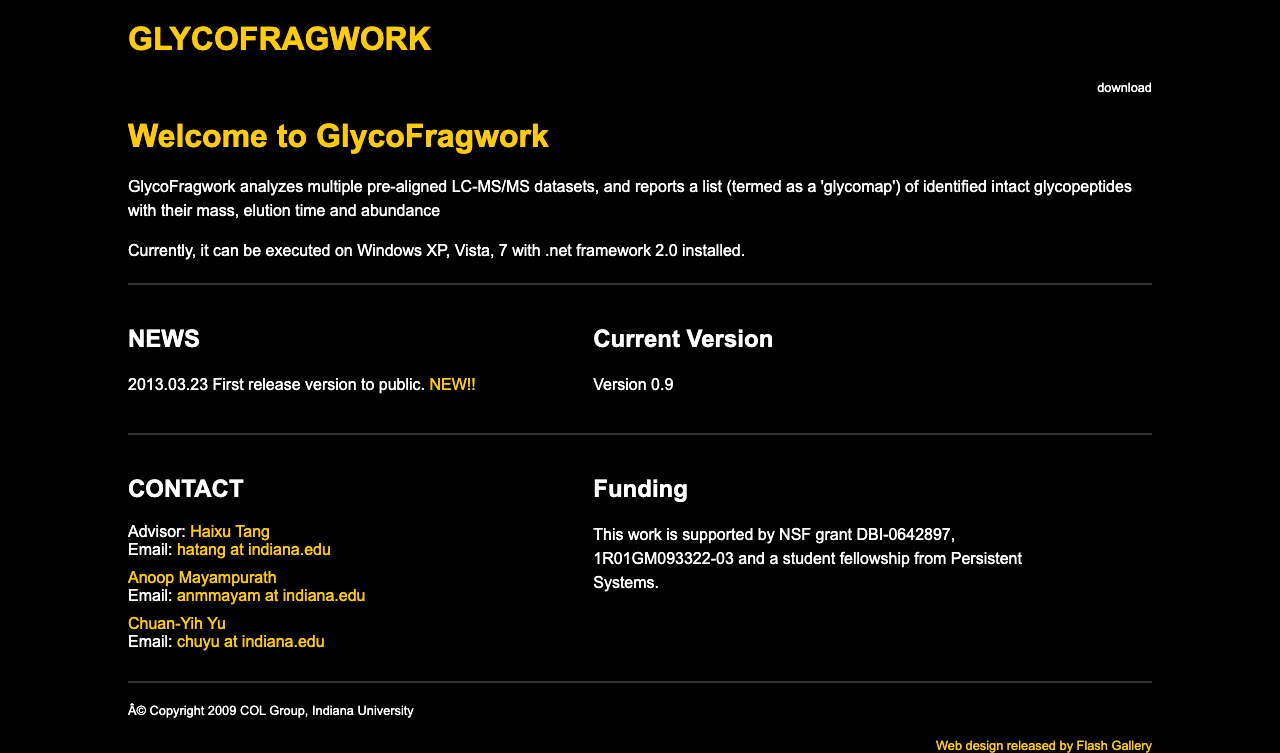 GLYCOFRAGWORK
download
Welcome to GlycoFragwork
GlycoFragwork analyzes multiple pre-aligned LC-MS/MS datasets, and reports a list (termed as a 'glycomap') of identified intact glycopeptides
with their mass, elution time and abundance
Currently, it can be executed on Windows XP, Vista, 7 with .net framework 2.0 installed.
NEWS
2013.03.23 First release version to public. NEW!!
Current Version
Version 0.9
CONTACT
Advisor: Haixu Tang
Email: hatang at indiana.edu
Anoop Mayampurath
Email: anmmayam at indiana.edu
Chuan-Yih Yu
Email: chuyu at indiana.edu
Funding
This work is supported by NSF grant DBI-0642897,
1R01GM093322-03 and a student fellowship from Persistent
Systems.
Â© Copyright 2009 COL Group, Indiana University
Web design released by Flash Gallery